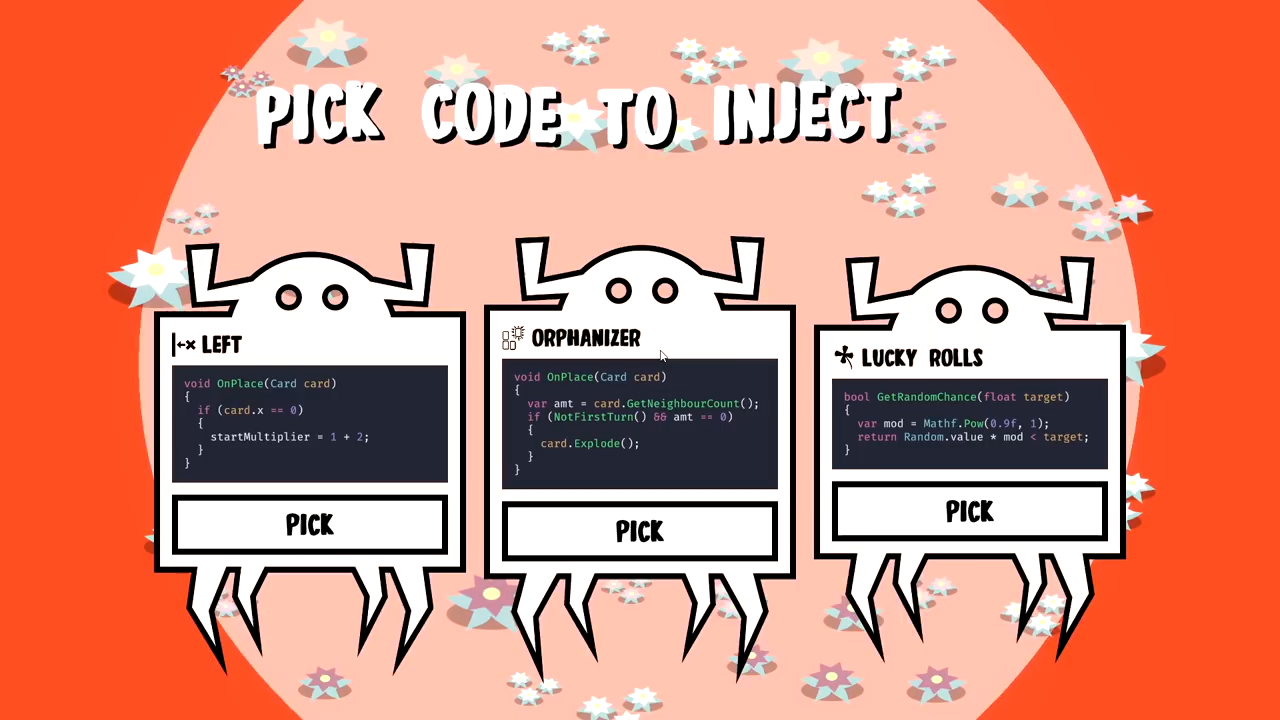 PICK CODE TO INJECT
LEFT
void OnPlace(Card card)
{
if (card.x == 0)
{
startMultiplier = 1 + 2;
}
}
PICK
ORPHANIZER
void OnPlace(Card card)
{
var amt = card.GetNeighbourCount();
if (NotFirstTurn() && amt == 0)
{
card.Explode();
}
}
PICK
LUCKY ROLLS
bool GetRandomChance(float target)
{
var mod = Mathf.Pow(0.9f, 1);
return Random.value * mod < target;
}
PICK